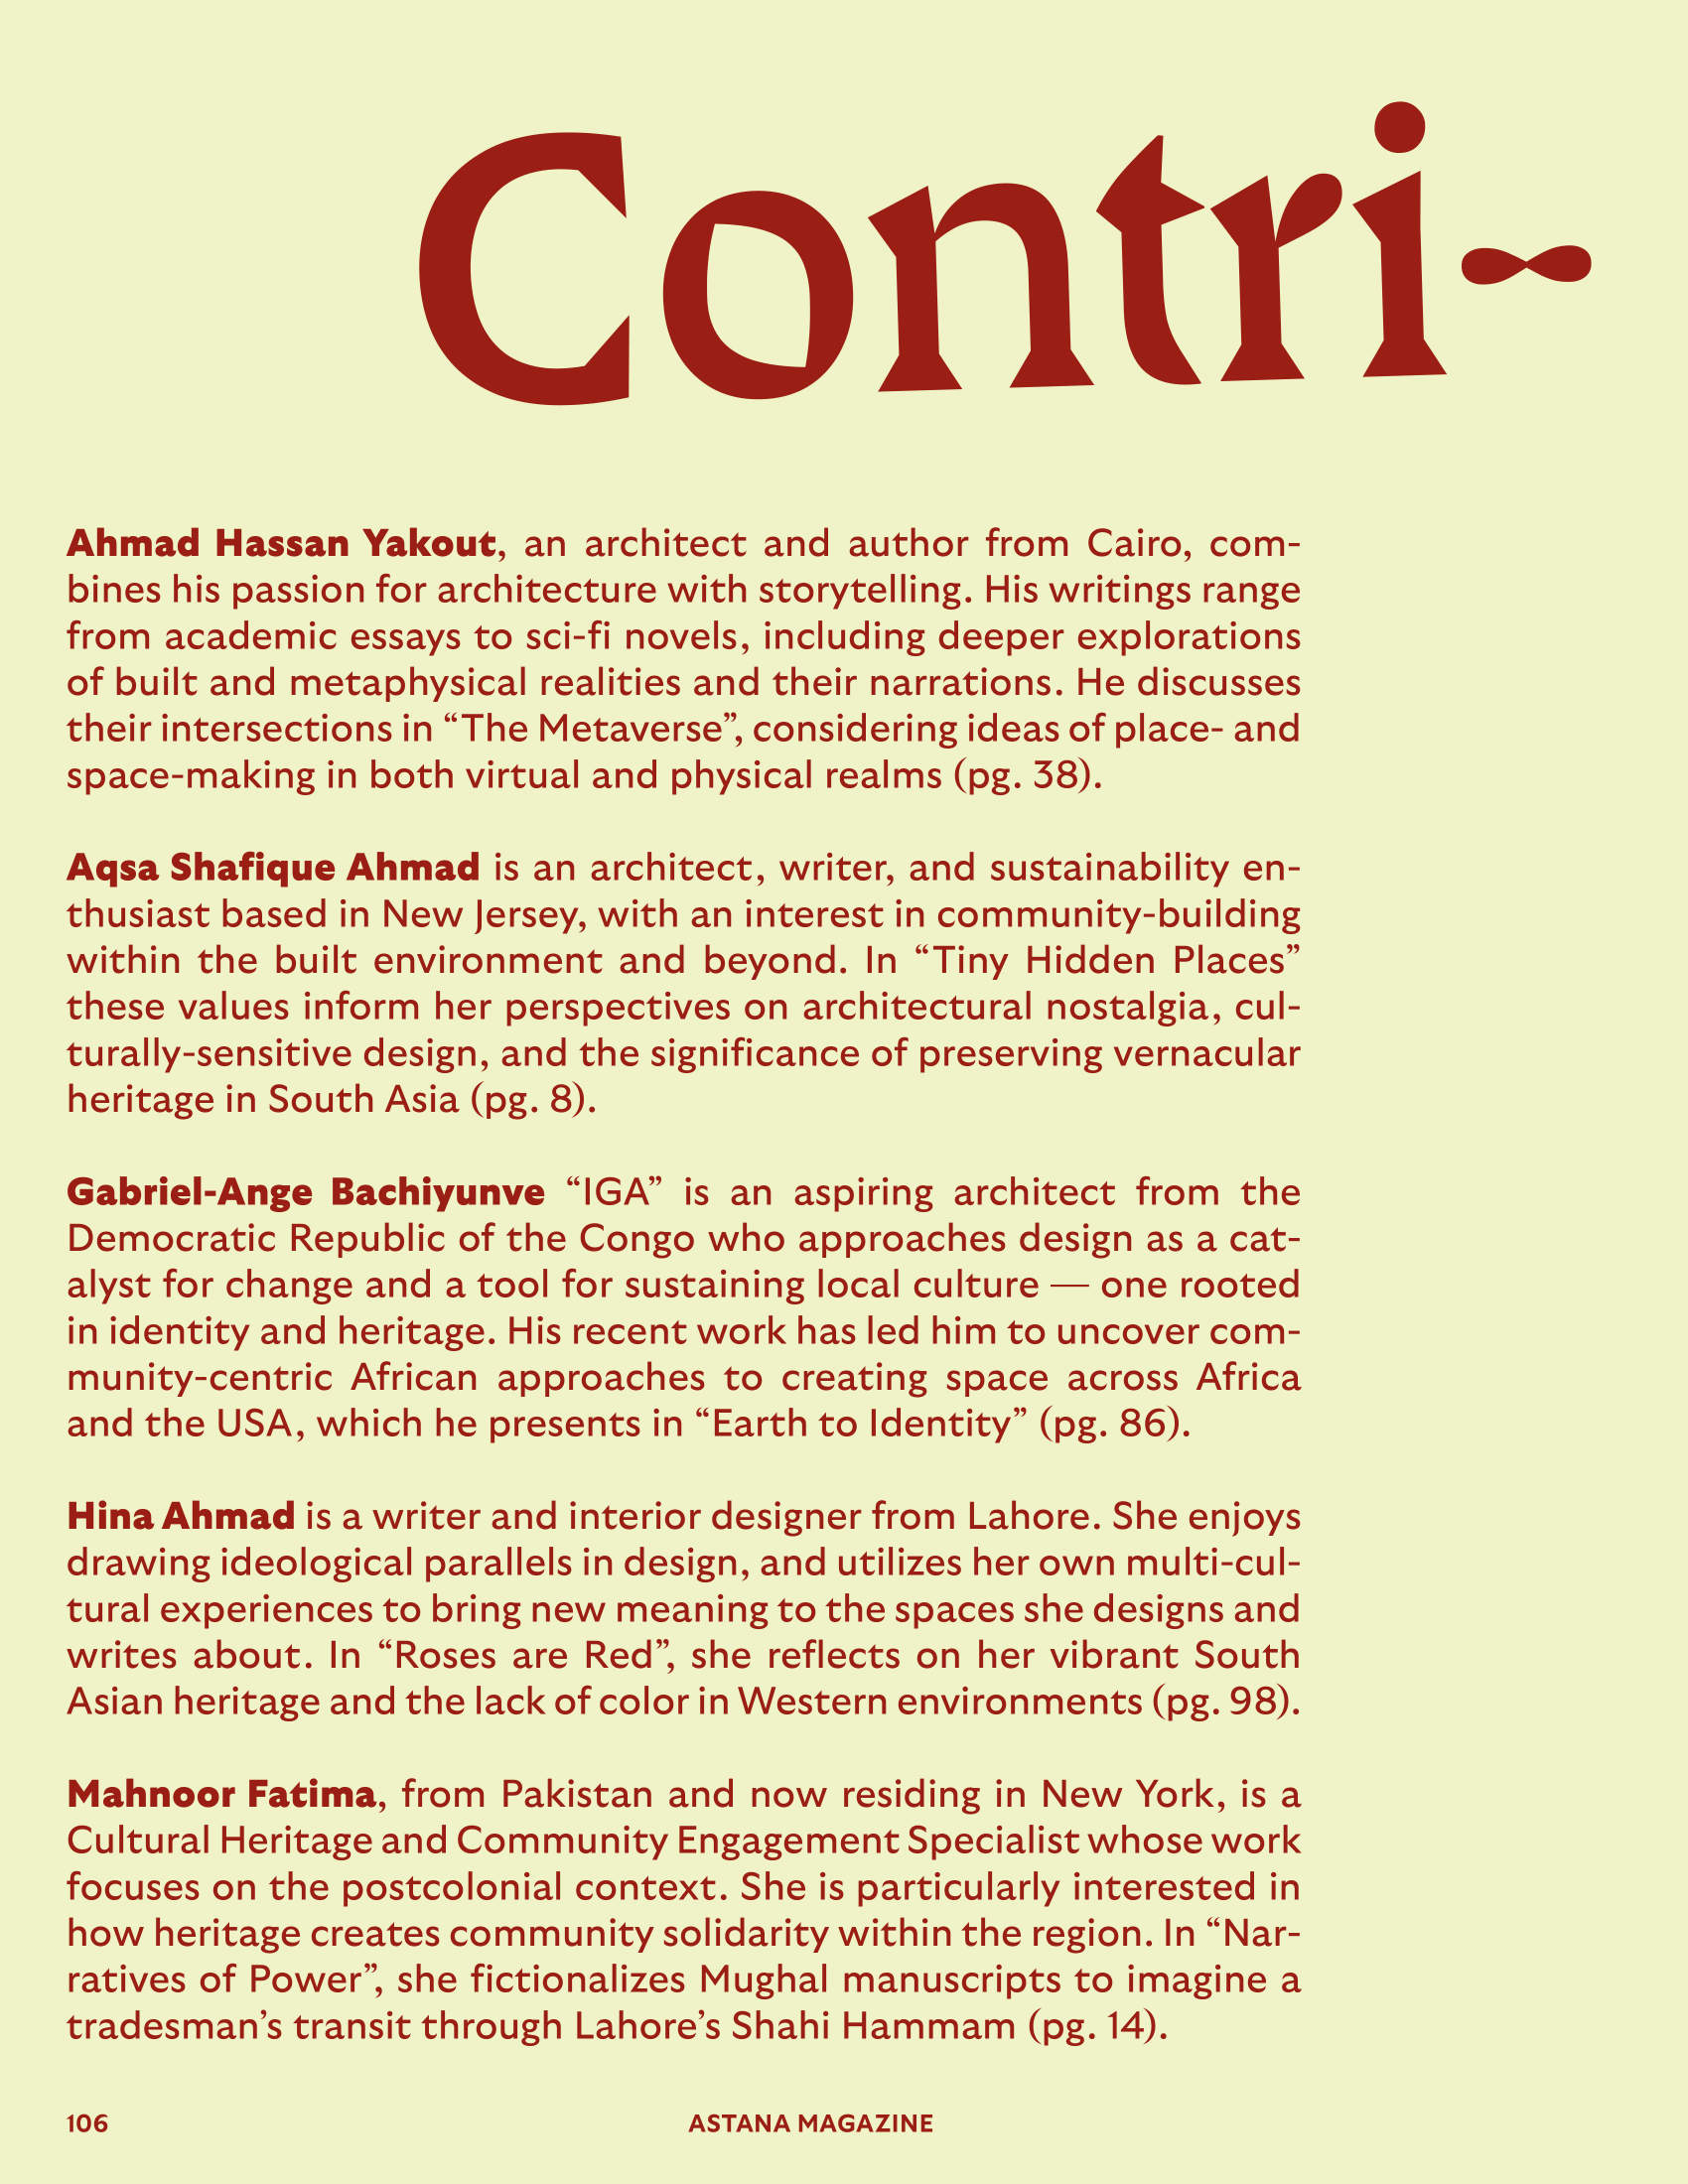 Contri-
Ahmad Hassan Yakout, an architect and author from Cairo, com-
bines his passion for architecture with storytelling. His writings range
from academic essays to sci-fi novels, including deeper explorations
of built and metaphysical realities and their narrations. He discusses
their intersections in “The Metaverse”, considering ideas of place- and
space-making in both virtual and physical realms (pg. 38).
Aqsa Shafique Ahmad is an architect, writer, and sustainability en-
thusiast based in New Jersey, with an interest in community-building
within the built environment and beyond. In “Tiny Hidden Places”
these values inform her perspectives on architectural nostalgia, cul-
turally-sensitive design, and the significance of preserving vernacular
heritage in South Asia (pg. 8).
Gabriel-Ange Bachiyunve “IGA” is an aspiring architect from the
Democratic Republic of the Congo who approaches design as a cat-
alyst for change and a tool for sustaining local culture — one rooted
in identity and heritage. His recent work has led him to uncover com-
munity-centric African approaches to creating space across Africa
and the USA, which he presents in “Earth to Identity” (pg. 86).
Hina Ahmad is a writer and interior designer from Lahore. She enjoys
drawing ideological parallels in design, and utilizes her own multi-cul-
tural experiences to bring new meaning to the spaces she designs and
writes about. In “Roses are Red”, she reflects on her vibrant South
Asian heritage and the lack of color in Western environments (pg. 98).
Mahnoor Fatima, from Pakistan and now residing in New York, is a
Cultural Heritage and Community Engagement Specialist whose work
focuses on the postcolonial context. She is particularly interested in
how heritage creates community solidarity within the region. In “Nar-
ratives of Power”, she fictionalizes Mughal manuscripts to imagine a
tradesman’s transit through Lahore’s Shahi Hammam (pg. 14).
106 ASTANA MAGAZINE